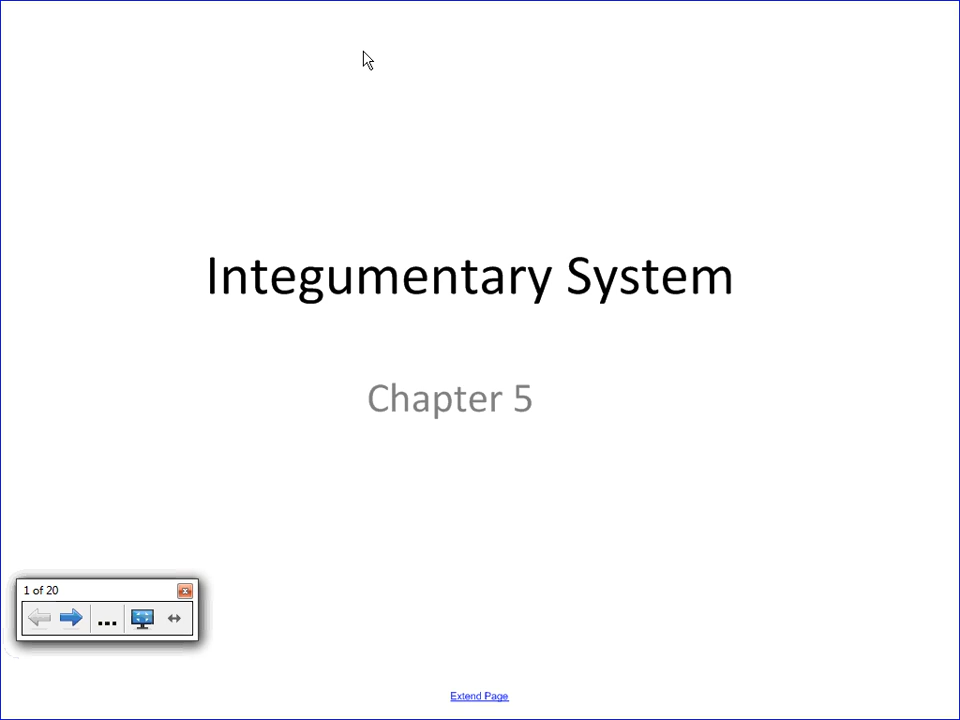 Integumentary System
Chapter 5
1 of 20
...
Extend Page